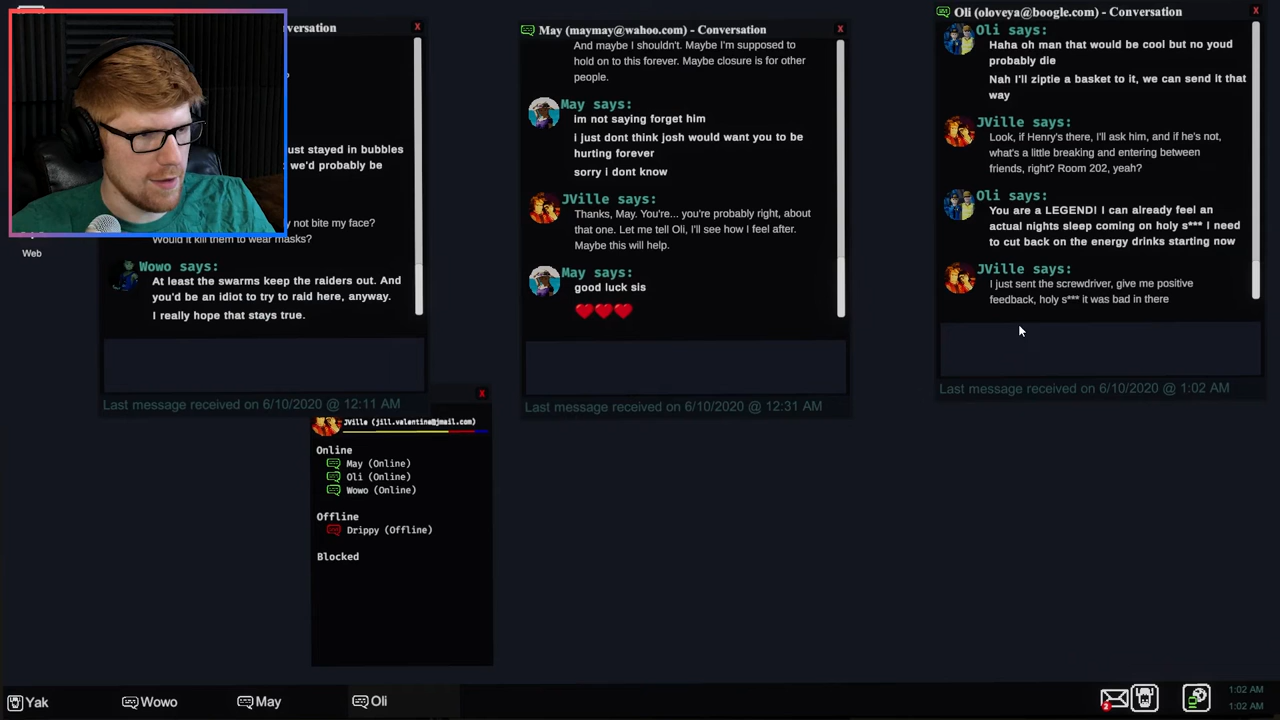 nversation
ust stayed in bubbles
we'd probably be
y not bite my face?
Would it kill them to wear masks?
Web
Wowo says:
At least the swarms keep the raiders out. And
you'd be an idiot to try to raid here, anyway.
I really hope that stays true.
Last message received on 6/10/2020 @ 12:11 AM
May (maymay@wahoo.com) - Conversation
And maybe I shouldn't. Maybe I'm supposed to
hold on to this forever. Maybe closure is for other
people.
May says:
im not saying forget him
i just dont think josh would want you to be
hurting forever
sorry i dont know
JVille says:
Thanks, May. You're... you're probably right, about
that one. Let me tell Oli, I'll see how I feel after.
Maybe this will help.
May says:
good luck sis
Last message received on 6/10/2020 @ 12:31 AM
Oli (oloveya@boogle.com) - Conversation
Oli says:
Haha oh man that would be cool but no youd
probably die
Nah I'll ziptie a basket to it, we can send it that
way
JVille says:
Look, if Henry's there, I'll ask him, and if he's not,
what's a little breaking and entering between
friends, right? Room 202, yeah?
Oli says:
You are a LEGEND! I can already feel an
actual nights sleep coming on holy s*** I need
to cut back on the energy drinks starting now
JVille says:
I just sent the screwdriver, give me positive
feedback, holy s*** it was bad in there
Last message received on 6/10/2020 @ 1:02 AM
JVille (jill.valentine@jmail.com)
Online
May (Online)
Oli (Online)
Wowo (Online)
Offline
Drippy (Offline)
Blocked
Yak
Wowo
May
Oli
2
1:02 AM
1:02 AM